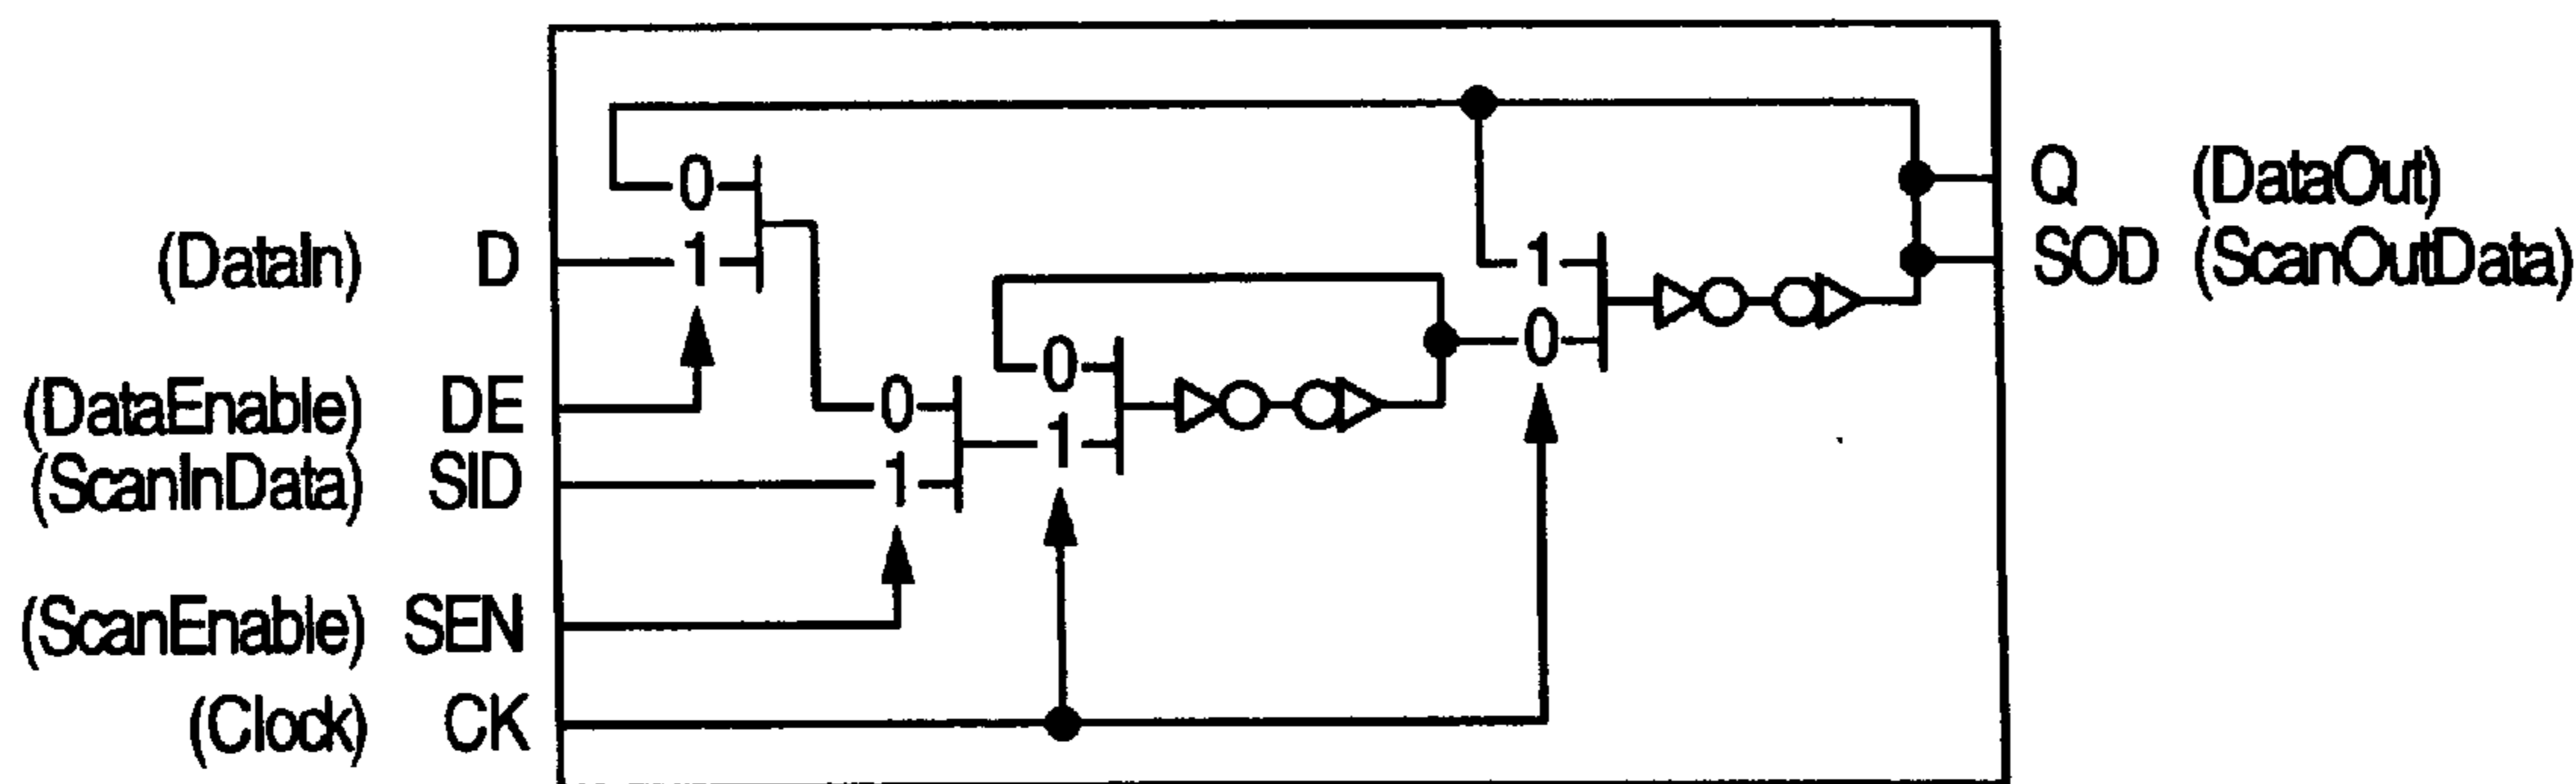 0
Q (DataOut)
(DataIn) D 1 1 SOD (ScanOutData)
0 0
(DataEnable) DE 0 1
(ScanInData) SID 1
(ScanEnable) SEN
(Clock) CK